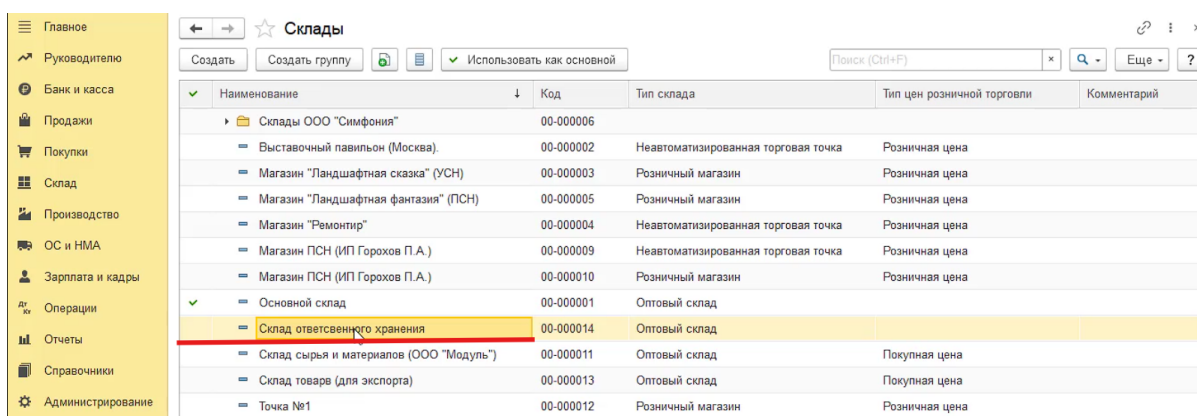 Главное
Руководителю
Банк и касса
Продажи
Покупки
Склад
Производство
ОС и НМА
Зарплата и кадры
Операции
Отчеты
Справочники
Администрирование
Склады
Создать Создать группу Использовать как основной Поиск (Ctrl+F) × Еще ?
Наименование Код Тип склада Тип цен розничной торговли Комментарий
Склады ООО "Симфония" 00-000006
Выставочный павильон (Москва). 00-000002 Неавтоматизированная торговая точка Розничная цена
Магазин "Ландшафтная сказка" (УСН) 00-000003 Розничный магазин Розничная цена
Магазин "Ландшафтная фантазия" (ПСН) 00-000005 Розничный магазин Розничная цена
Магазин "Ремонтир" 00-000004 Неавтоматизированная торговая точка Розничная цена
Магазин ПСН (ИП Горохов П.А.) 00-000009 Неавтоматизированная торговая точка Розничная цена
Магазин ПСН (ИП Горохов П.А.) 00-000010 Розничный магазин Розничная цена
Основной склад 00-000001 Оптовый склад
Склад ответсвенного хранения 00-000014 Оптовый склад
Склад сырья и материалов (ООО "Модуль") 00-000011 Оптовый склад Покупная цена
Склад товарв (для экспорта) 00-000013 Оптовый склад Покупная цена
Точка №1 00-000012 Розничный магазин Розничная цена